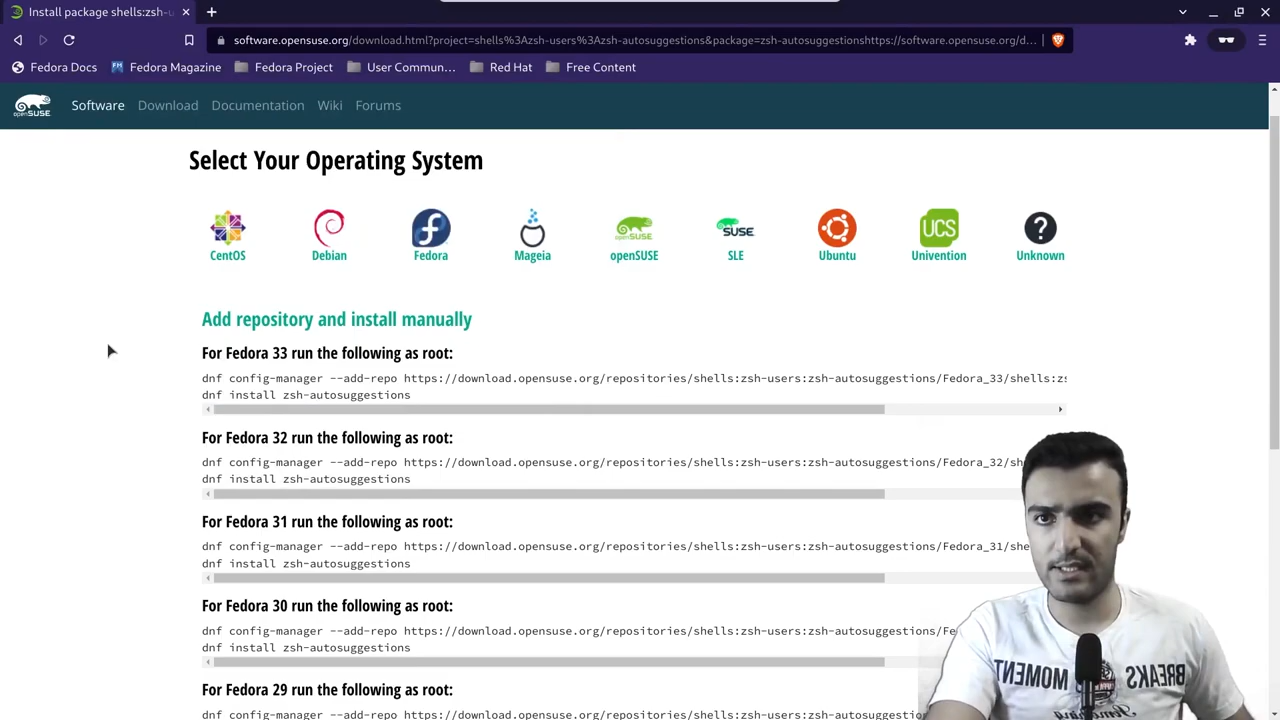 Install package shells:zsh-u
software.opensuse.org/download.html?project=shells%3Azsh-users%3Azsh-autosuggestions&package=zsh-autosuggestionshttps://software.opensuse.org/d...
Fedora Docs
Fedora Magazine
Fedora Project
User Commun...
Red Hat
Free Content
openSUSE
Software
Download
Documentation
Wiki
Forums
Select Your Operating System
openSUSE
SUSE
UCS
CentOS
Debian
Fedora
Mageia
openSUSE
SLE
Ubuntu
Univention
Unknown
Add repository and install manually
For Fedora 33 run the following as root:
dnf config-manager --add-repo https://download.opensuse.org/repositories/shells:zsh-users:zsh-autosuggestions/Fedora_33/shells:zs
dnf install zsh-autosuggestions
For Fedora 32 run the following as root:
dnf config-manager --add-repo https://download.opensuse.org/repositories/shells:zsh-users:zsh-autosuggestions/Fedora_32/sh
dnf install zsh-autosuggestions
For Fedora 31 run the following as root:
dnf config-manager --add-repo https://download.opensuse.org/repositories/shells:zsh-users:zsh-autosuggestions/Fedora_31/she
dnf install zsh-autosuggestions
For Fedora 30 run the following as root:
dnf config-manager --add-repo https://download.opensuse.org/repositories/shells:zsh-users:zsh-autosuggestions/Fe
dnf install zsh-autosuggestions
For Fedora 29 run the following as root:
dnf config-manager --add-repo https://download.opensuse.org/repositories/shells:zsh-users:zsh-autosuggestions
MOMENT
BREAKS